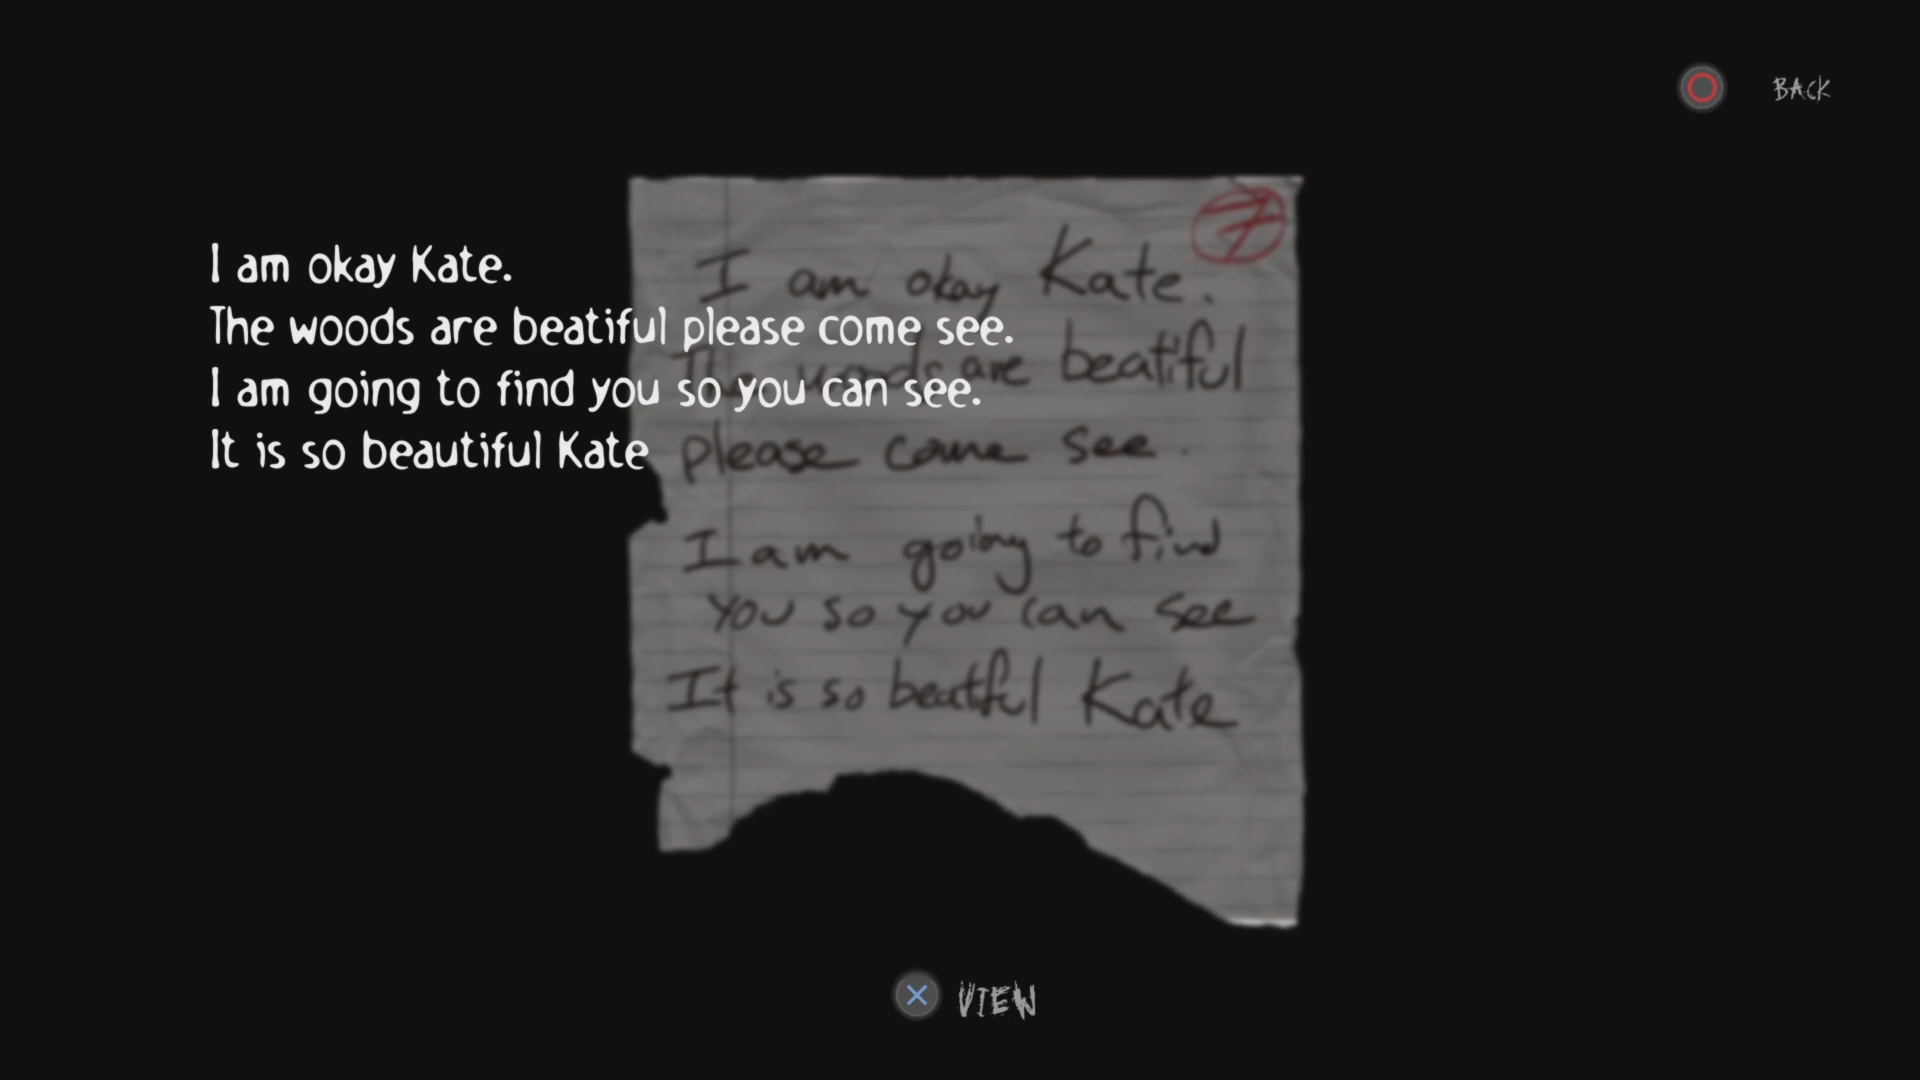 BACK
I am okay Kate.
The woods are beatiful please come see.
I am going to find you so you can see.
It is so beautiful Kate
7
I am okay Kate.
The woods are beatiful
please come see.
I am going to find
you so you can see
It is so beatful Kate
VIEW